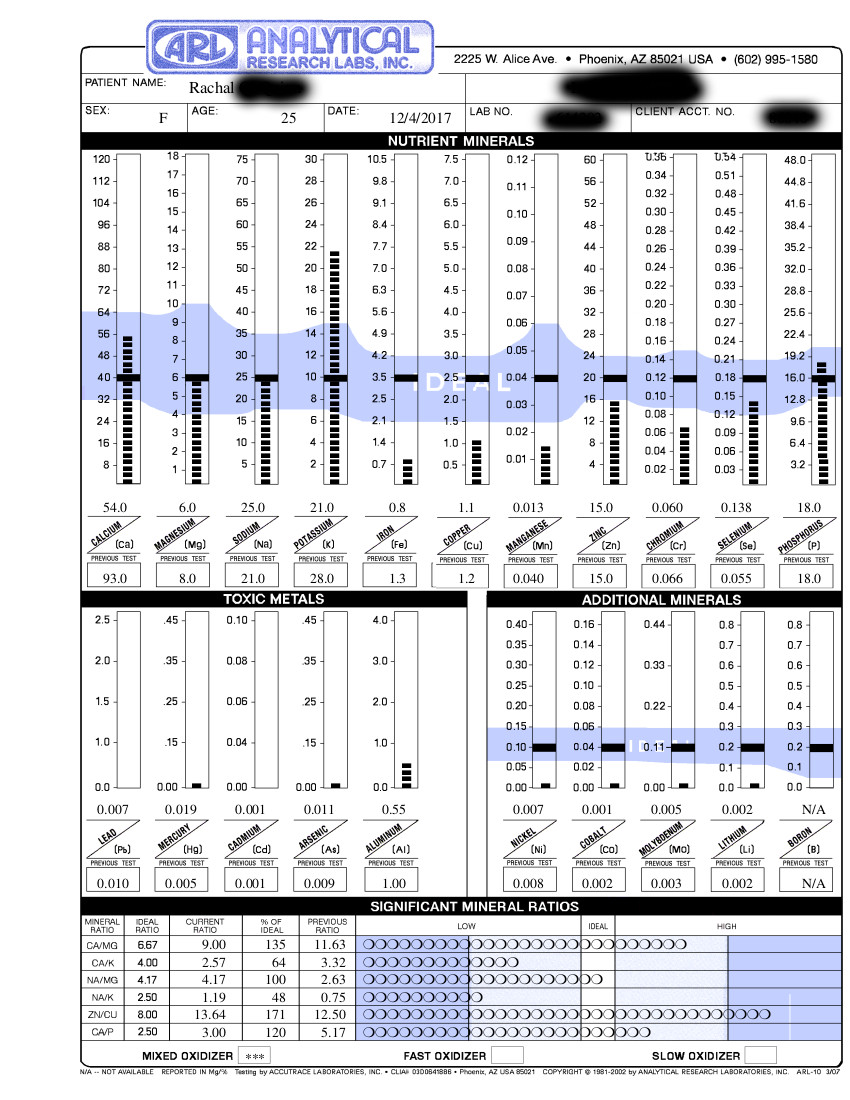 ARL ANALYTICAL
RESEARCH LABS, INC.
2225 W. Alice Ave. • Phoenix, AZ 85021 USA • (602) 995-1580
PATIENT NAME: Rachal
SEX: F AGE: 25 DATE: 12/4/2017 LAB NO. CLIENT ACCT. NO.
NUTRIENT MINERALS
120 18 75 30 10.5 7.5 0.12 60 0.36 0.54 48.0
112 17 70 28 9.8 7.0 0.11 56 0.34 0.51 44.8
104 16 65 26 9.1 6.5 0.10 52 0.32 0.48 41.6
96 15 60 24 8.4 6.0 0.09 48 0.30 0.45 38.4
88 14 55 22 7.7 5.5 0.08 44 0.28 0.42 35.2
80 13 50 20 7.0 5.0 0.07 40 0.26 0.39 32.0
72 12 45 18 6.3 4.5 0.06 36 0.24 0.36 28.8
64 11 40 16 5.6 4.0 0.05 32 0.22 0.33 25.6
56 10 35 14 4.9 3.5 0.04 28 0.20 0.30 22.4
48 9 30 12 4.2 3.0 0.03 24 0.18 0.27 19.2
40 8 25 10 3.5 2.5 0.02 20 0.16 0.24 16.0
32 7 20 8 2.8 2.0 0.01 16 0.14 0.21 12.8
24 6 15 6 2.1 1.5 12 0.12 0.18 9.6
16 5 10 4 1.4 1.0 8 0.10 0.15 6.4
8 4 5 2 0.7 0.5 4 0.08 0.12 3.2
3 0.06 0.09
2 0.04 0.06
1 0.02 0.03
IDEAL
54.0 6.0 25.0 21.0 0.8 1.1 0.013 15.0 0.060 0.138 18.0
CALCIUM (Ca) MAGNESIUM (Mg) SODIUM (Na) POTASSIUM (K) IRON (Fe) COPPER (Cu) MANGANESE (Mn) ZINC (Zn) CHROMIUM (Cr) SELENIUM (Se) PHOSPHORUS (P)
PREVIOUS TEST PREVIOUS TEST PREVIOUS TEST PREVIOUS TEST PREVIOUS TEST PREVIOUS TEST PREVIOUS TEST PREVIOUS TEST PREVIOUS TEST PREVIOUS TEST PREVIOUS TEST
93.0 8.0 21.0 28.0 1.3 1.2 0.040 15.0 0.066 0.055 18.0
TOXIC METALS
2.5 .45 0.10 .45 4.0
2.0 .35 0.08 .35 3.0
1.5 .25 0.06 .25 2.0
1.0 .15 0.04 .15 1.0
0.0 0.00 0.00 0.00 0.0
0.007 0.019 0.001 0.011 0.55
LEAD (Pb) MERCURY (Hg) CADMIUM (Cd) ARSENIC (As) ALUMINUM (Al)
PREVIOUS TEST PREVIOUS TEST PREVIOUS TEST PREVIOUS TEST PREVIOUS TEST
0.010 0.005 0.001 0.009 1.00
ADDITIONAL MINERALS
0.40 0.16 0.44 0.8 0.8
0.35 0.14 0.33 0.7 0.7
0.30 0.12 0.22 0.6 0.6
0.25 0.10 0.11 0.5 0.5
0.20 0.08 0.00 0.4 0.4
0.15 0.06 0.3 0.3
0.10 0.04 0.2 0.2
0.05 0.02 0.1 0.1
0.00 0.00 0.0 0.0
IDEAL
0.007 0.001 0.005 0.002 N/A
NICKEL (Ni) COBALT (Co) MOLYBDENUM (Mo) LITHIUM (Li) BORON (B)
PREVIOUS TEST PREVIOUS TEST PREVIOUS TEST PREVIOUS TEST PREVIOUS TEST
0.008 0.002 0.003 0.002 N/A
SIGNIFICANT MINERAL RATIOS
MINERAL RATIO IDEAL RATIO CURRENT RATIO % OF IDEAL PREVIOUS RATIO LOW IDEAL HIGH
CA/MG 6.67 9.00 135 11.63
CA/K 4.00 2.57 64 3.32
NA/MG 4.17 4.17 100 2.63
NA/K 2.50 1.19 48 0.75
ZN/CU 8.00 13.64 171 12.50
CA/P 2.50 3.00 120 5.17
MIXED OXIDIZER *** FAST OXIDIZER SLOW OXIDIZER
N/A -- NOT AVAILABLE REPORTED IN Mg/% Testing by ACCUTRACE LABORATORIES, INC. • CLIA# 0300641886 • Phoenix, AZ USA 85021 COPYRIGHT © 1981-2002 by ANALYTICAL RESEARCH LABORATORIES, INC. ARL-10 3/07